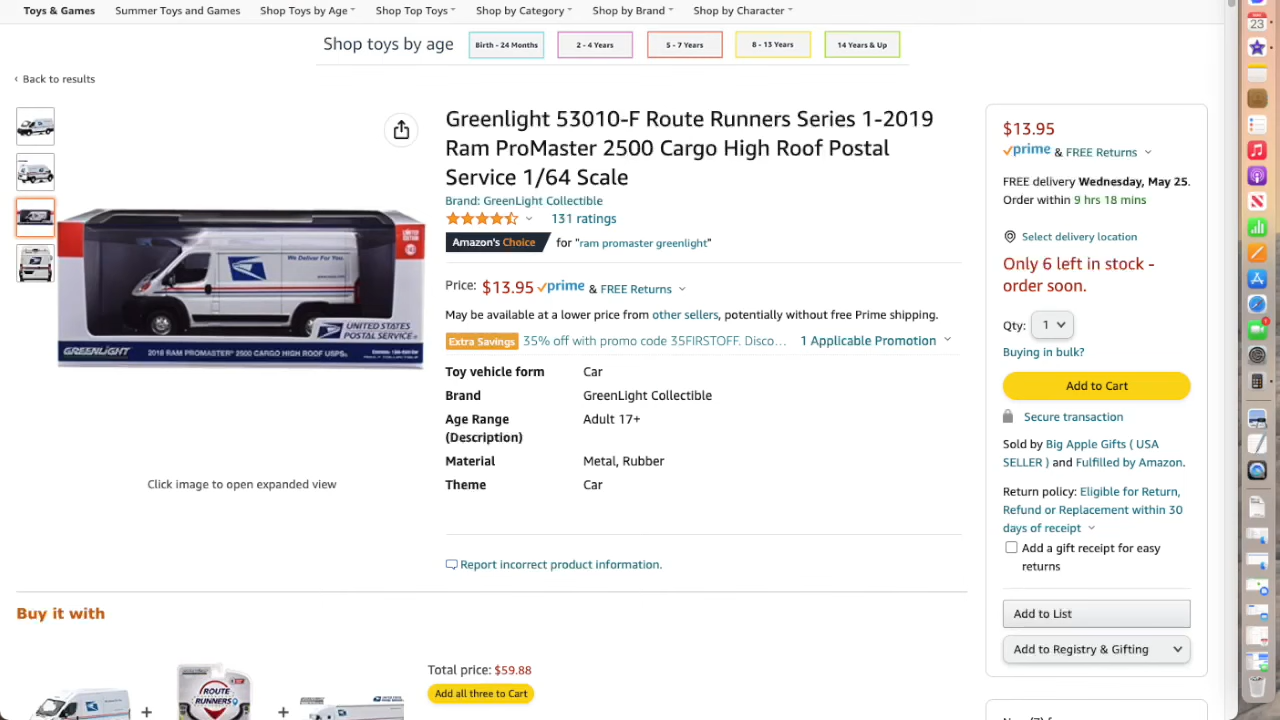 Toys & Games Summer Toys and Games Shop Toys by Age Shop Top Toys Shop by Category Shop by Brand Shop by Character
Shop toys by age Birth - 24 Months 2 - 4 Years 5 - 7 Years 8 - 13 Years 14 Years & Up
‹ Back to results
Greenlight 53010-F Route Runners Series 1-2019
Ram ProMaster 2500 Cargo High Roof Postal
Service 1/64 Scale
Brand: GreenLight Collectible
131 ratings
Amazon's Choice for "ram promaster greenlight"
Price: $13.95 prime & FREE Returns
May be available at a lower price from other sellers, potentially without free Prime shipping.
Extra Savings 35% off with promo code 35FIRSTOFF. Disco... 1 Applicable Promotion
Toy vehicle form Car
Brand GreenLight Collectible
Age Range Adult 17+
(Description)
Material Metal, Rubber
Theme Car
Report incorrect product information.
LIMITED
EDITION
We Deliver For You.
UNITED STATES
POSTAL SERVICE
GREENLIGHT 2018 RAM PROMASTER 2500 CARGO HIGH ROOF USPS
Click image to open expanded view
$13.95
prime & FREE Returns
FREE delivery Wednesday, May 25.
Order within 9 hrs 18 mins
Select delivery location
Only 6 left in stock -
order soon.
Qty: 1
Buying in bulk?
Add to Cart
Secure transaction
Sold by Big Apple Gifts ( USA
SELLER ) and Fulfilled by Amazon.
Return policy: Eligible for Return,
Refund or Replacement within 30
days of receipt
Add a gift receipt for easy
returns
Add to List
Add to Registry & Gifting
Buy it with
ROUTE
RUNNERS
+ +
Total price: $59.88
Add all three to Cart
23